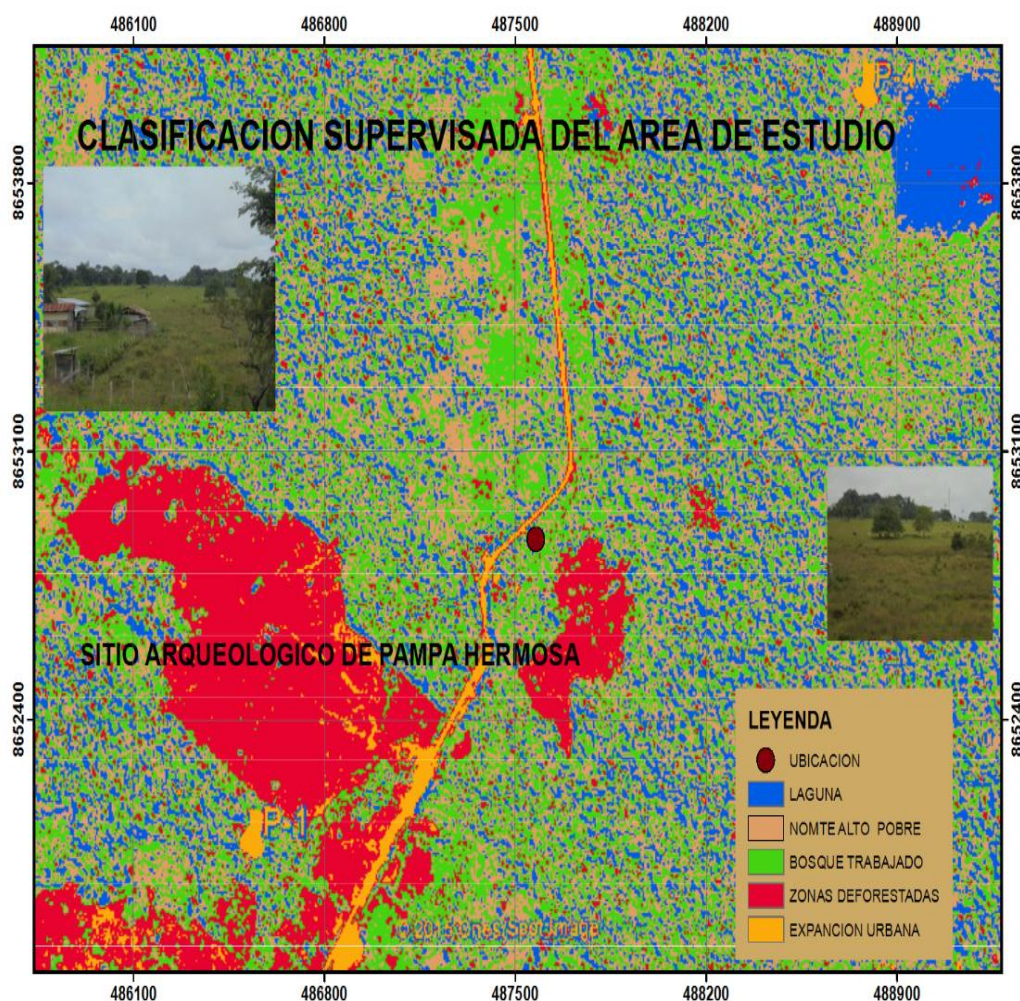 486100 486800 487500 488200 488900
P-4
CLASIFICACION SUPERVISADA DEL AREA DE ESTUDIO
8653800 8653800
8653100 8653100
SITIO ARQUEOLOGICO DE PAMPA HERMOSA
8652400 8652400
LEYENDA
UBICACION
LAGUNA
NOMTE ALTO POBRE
BOSQUE TRABAJADO
ZONAS DEFORESTADAS
EXPANCION URBANA
P-1
Image
486100 486800 487500 488200 488900